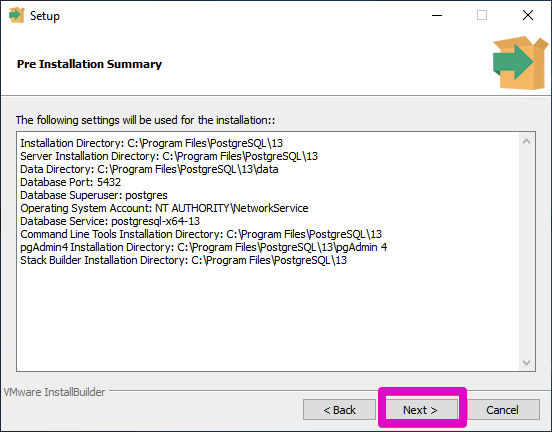 Setup
Pre Installation Summary
The following settings will be used for the installation::
Installation Directory: C:\Program Files\PostgreSQL\13
Server Installation Directory: C:\Program Files\PostgreSQL\13
Data Directory: C:\Program Files\PostgreSQL\13\data
Database Port: 5432
Database Superuser: postgres
Operating System Account: NT AUTHORITY\NetworkService
Database Service: postgresql-x64-13
Command Line Tools Installation Directory: C:\Program Files\PostgreSQL\13
pgAdmin4 Installation Directory: C:\Program Files\PostgreSQL\13\pgAdmin 4
Stack Builder Installation Directory: C:\Program Files\PostgreSQL\13
VMware InstallBuilder
< Back Next > Cancel